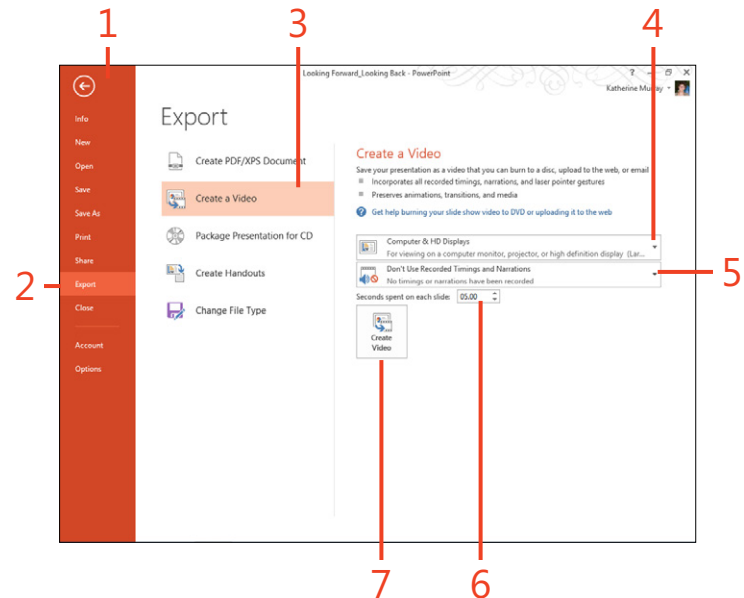 1
3
4
Looking Forward_Looking Back - PowerPoint
?
Katherine Murray
Info
New
Open
Save
Save As
Print
Share
Export
Close
Account
Options
Export
Create PDF/XPS Document
Create a Video
Package Presentation for CD
Create Handouts
Change File Type
Create a Video
Save your presentation as a video that you can burn to a disc, upload to the web, or email
Incorporates all recorded timings, narrations, and laser pointer gestures
Preserves animations, transitions, and media
? Get help burning your slide show video to DVD or uploading it to the web
Computer & HD Displays
For viewing on a computer monitor, projector, or high definition display (Lar...
Don't Use Recorded Timings and Narrations
No timings or narrations have been recorded
Seconds spent on each slide: 05.00
Create
Video
2
5
7
6